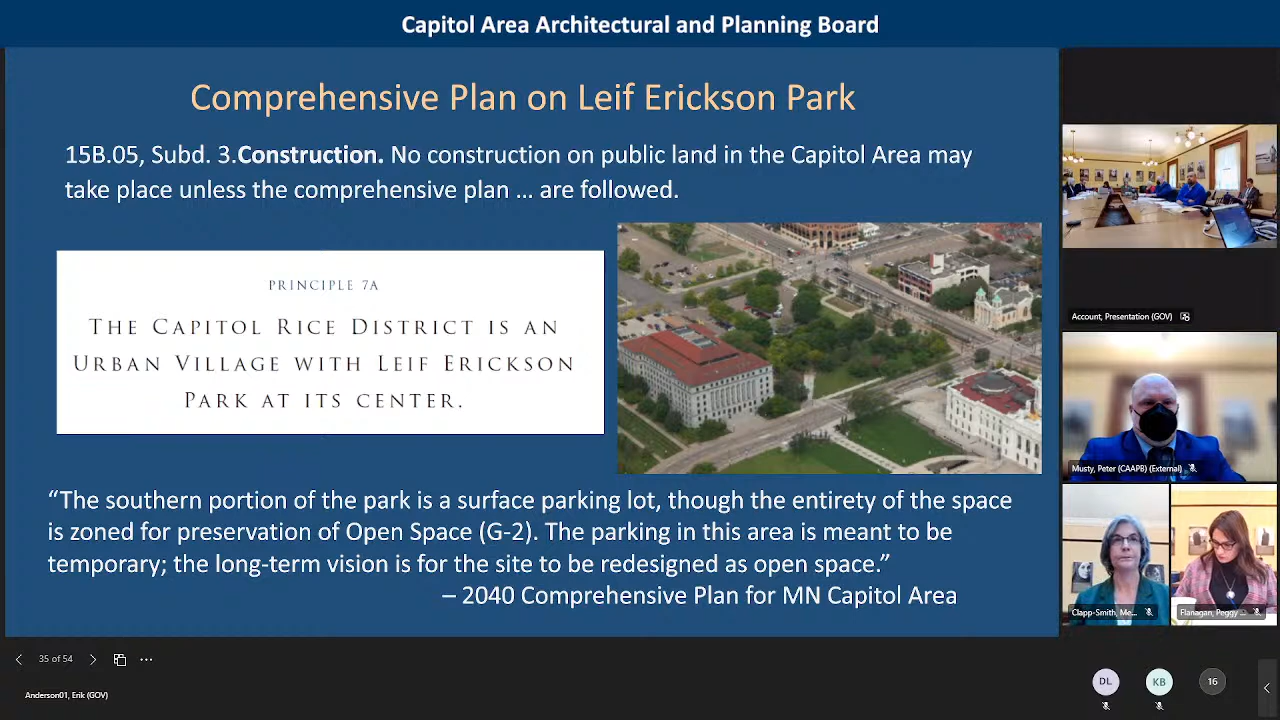 Capitol Area Architectural and Planning Board
Comprehensive Plan on Leif Erickson Park
15B.05, Subd. 3.Construction. No construction on public land in the Capitol Area may
take place unless the comprehensive plan ... are followed.
PRINCIPLE 7A
THE CAPITOL RICE DISTRICT IS AN
URBAN VILLAGE WITH LEIF ERICKSON
PARK AT ITS CENTER.
“The southern portion of the park is a surface parking lot, though the entirety of the space
is zoned for preservation of Open Space (G-2). The parking in this area is meant to be
temporary; the long-term vision is for the site to be redesigned as open space.”
– 2040 Comprehensive Plan for MN Capitol Area
Account, Presentation (GOV)
Musty, Peter (CAAPB) (External)
Clapp-Smith, Me...
Flanagan, Peggy ...
35 of 54
Anderson01, Erik (GOV)
DL
KB
16